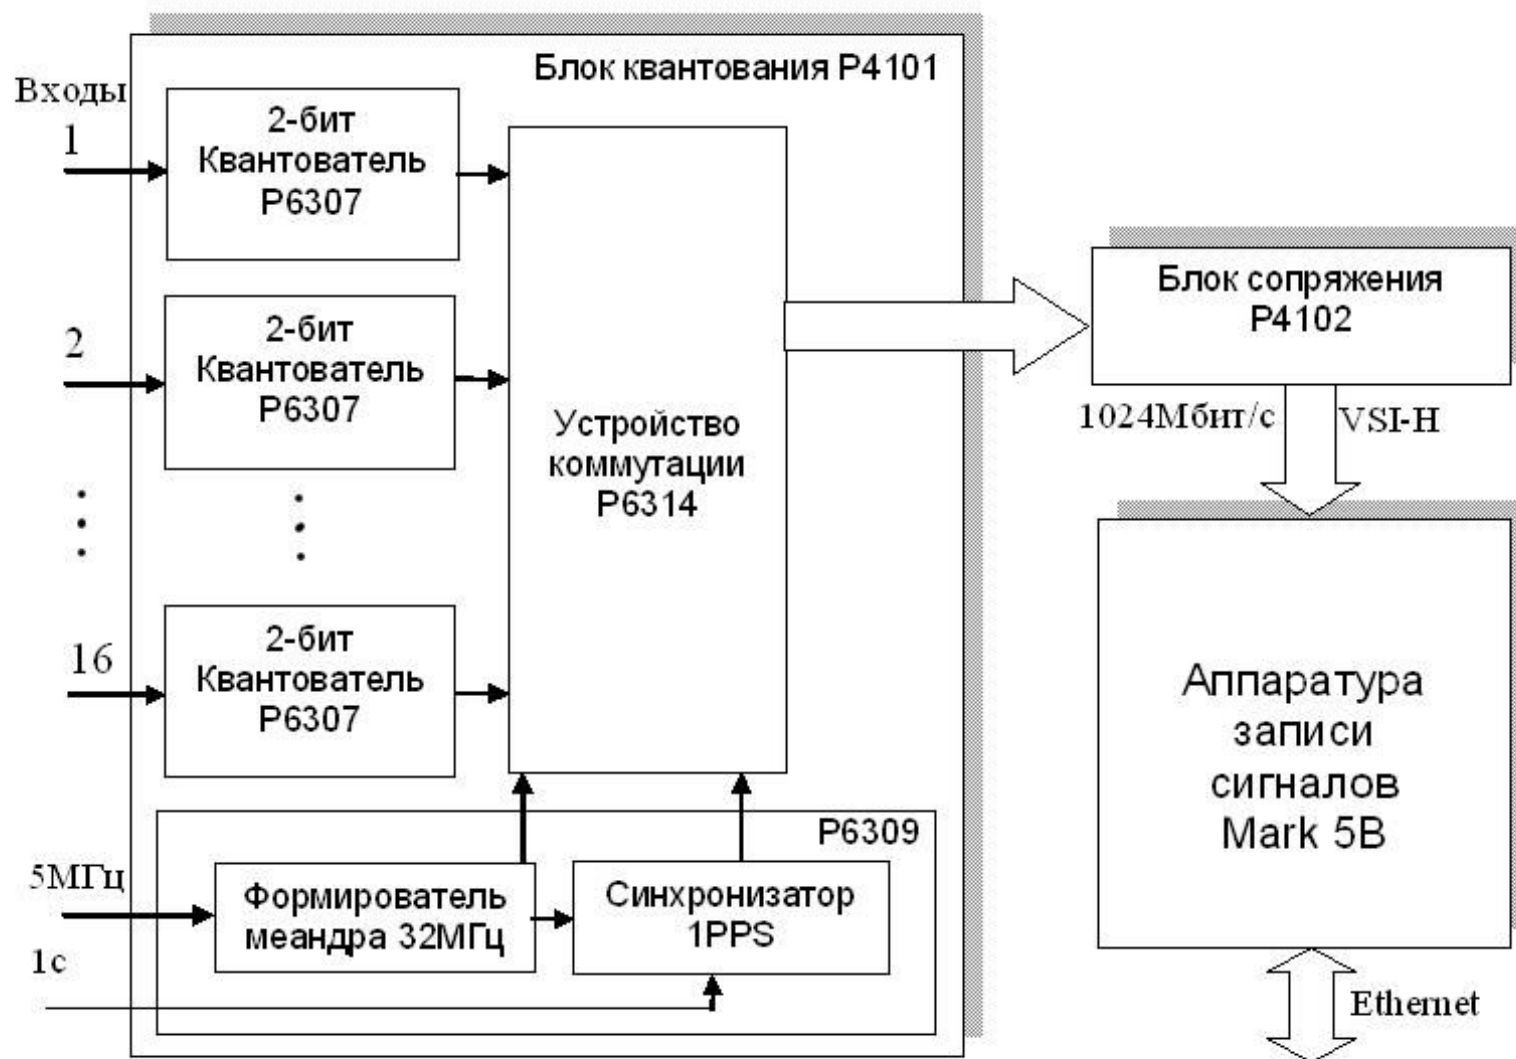 Блок квантования Р4101
Входы
1
2-бит
Квантователь
Р6307
2
2-бит
Квантователь
Р6307
16
2-бит
Квантователь
Р6307
Устройство
коммутации
Р6314
Блок сопряжения
Р4102
1024Мбит/с
VSI-H
Аппаратура
записи
сигналов
Mark 5B
Ethernet
Р6309
5МГц
Формирователь
меандра 32МГц
Синхронизатор
1PPS
1с